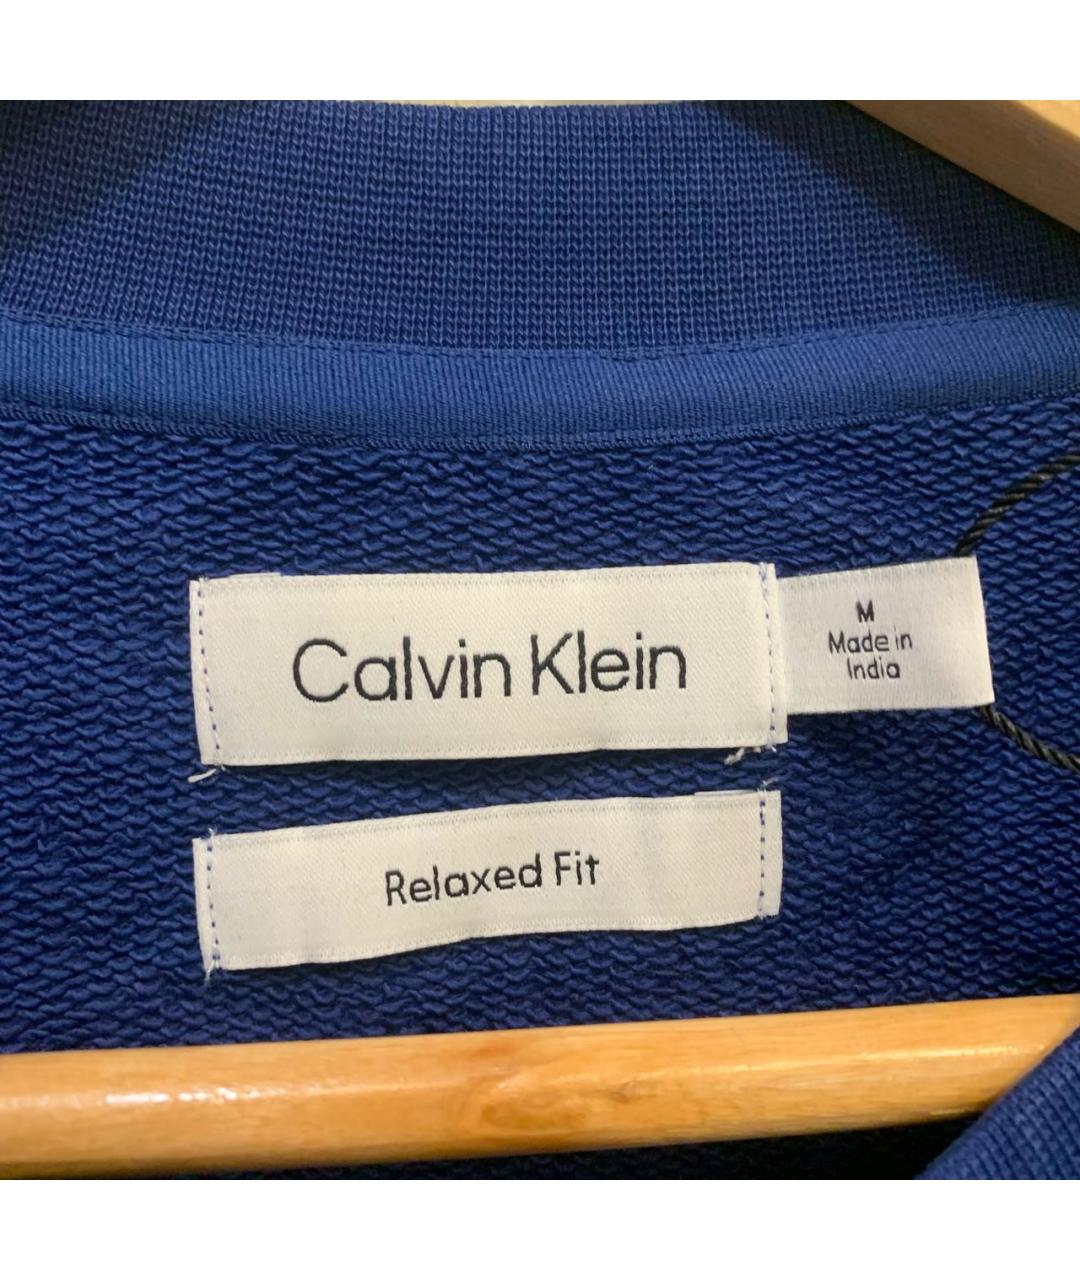 Calvin Klein
M
Made in
India
Relaxed Fit